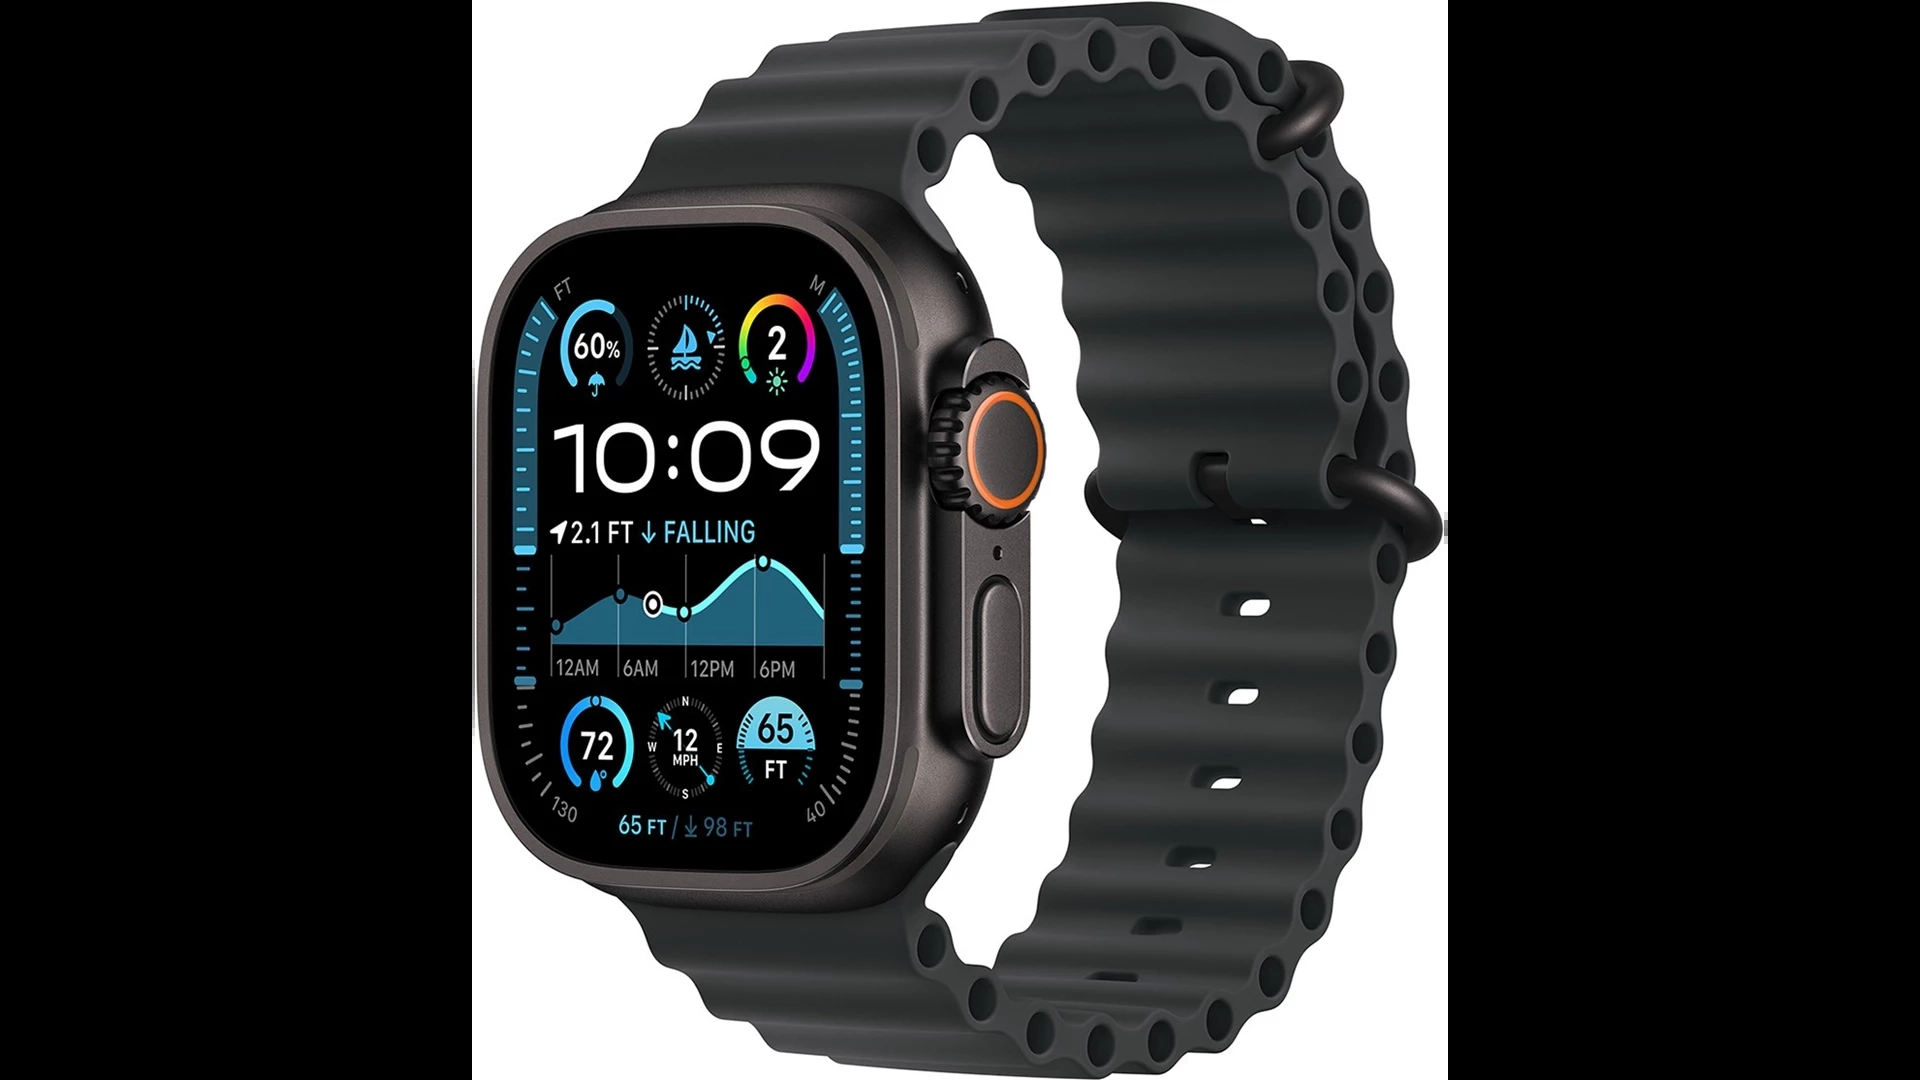 FT
M
60%
2
10:09
2.1 FT ↓ FALLING
12AM 6AM 12PM 6PM
72
N
W
E
S
12
MPH
65
FT
130
40
65 FT / ↓ 98 FT